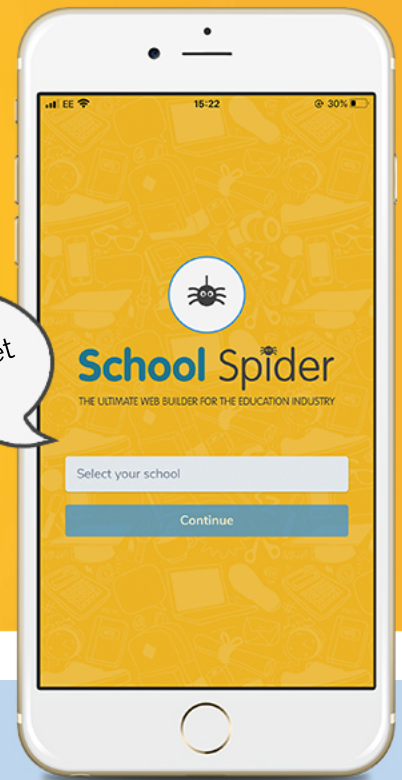 EE 15:22 30%
School Spider
THE ULTIMATE WEB BUILDER FOR THE EDUCATION INDUSTRY
Select your school
Continue